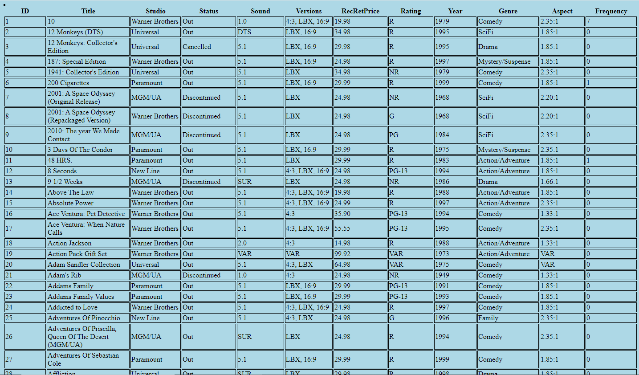 ID Title Studio Status Sound Versions RecRetPrice Rating Year Genre Aspect Frequency
1 10 Warner Brothers Out 1.0 4:3, LBX, 16:9 19.98 R 1979 Comedy 2.35:1 7
2 12 Monkeys (DTS) Universal Out DTS LBX, 16:9 34.98 R 1995 SciFi 1.85:1 0
3 12 Monkeys: Collector's Edition Universal Cancelled 5.1 LBX, 16:9 29.99 R 1995 Drama 1.85:1 0
4 187: Special Edition Warner Brothers Out 5.1 LBX, 16:9 24.98 R 1997 Mystery/Suspense 1.85:1 0
5 1941: Collector's Edition Universal Out 5.1 LBX 34.98 NR 1979 Comedy 2.35:1 0
6 200 Cigarettes Paramount Out 5.1 LBX, 16:9 29.99 R 1999 Comedy 1.85:1 1
7 2001: A Space Odyssey (Original Release) MGM/UA Discontinued 5.1 LBX 24.98 NR 1968 SciFi 2.20:1 0
8 2001: A Space Odyssey (Repackaged Version) Warner Brothers Discontinued 5.1 LBX 24.98 G 1968 SciFi 2.20:1 0
9 2010: The year We Made Contact MGM/UA Discontinued 5.1 LBX 24.98 PG 1984 SciFi 2.35:1 0
10 3 Days Of The Condor Paramount Out 5.1 LBX, 16:9 29.99 R 1975 Mystery/Suspense 2.35:1 0
11 48 HRS. Paramount Out 5.1 LBX 29.99 R 1983 Action/Adventure 1.85:1 1
12 8 Seconds New Line Out 5.1 4:3, LBX, 16:9 24.98 PG-13 1994 Action/Adventure 1.85:1 0
13 9 1/2 Weeks MGM/UA Discontinued SUR LBX 24.98 NR 1986 Drama 1.66:1 0
14 Above The Law Warner Brothers Out 5.1 4:3, LBX, 16:9 19.98 R 1988 Action/Adventure 1.85:1 0
15 Absolute Power Warner Brothers Out 5.1 4:3, LBX, 16:9 24.99 R 1997 Action/Adventure 2.35:1 0
16 Ace Ventura: Pet Detective Warner Brothers Out 5.1 4:3 35.90 PG-13 1994 Comedy 1.33:1 0
17 Ace Ventura: When Nature Calls Warner Brothers Out 5.1 4:3, LBX, 16:9 55.55 PG-13 1995 Comedy 2.35:1 0
18 Action Jackson Warner Brothers Out 2.0 4:3 14.98 R 1988 Action/Adventure 1.33:1 0
19 Action Pack Gift Set Warner Brothers Out VAR VAR 99.92 VAR 1973 Action/Adventure VAR 0
20 Adam Sandler Collection Universal Out 5.1 4:3, LBX 64.98 VAR 1975 Comedy VAR 0
21 Adam's Rib MGM/UA Discontinued 1.0 4:3 24.98 NR 1949 Comedy 1.33:1 0
22 Addams Family Paramount Out 5.1 LBX, 16:9 29.99 PG-13 1991 Comedy 1.85:1 0
23 Addams Family Values Paramount Out 5.1 LBX, 16:9 29.99 PG-13 1993 Comedy 1.85:1 0
24 Addicted to Love Warner Brothers Out 5.1 4:3, LBX, 16:9 24.98 R 1997 Comedy 2.35:1 0
25 Adventures Of Pinocchio New Line Out 5.1 4:3, LBX 24.98 G 1996 Family 2.35:1 0
26 Adventures Of Priscilla, Queen Of The Desert (MGM/UA) MGM/UA Out SUR LBX 24.98 R 1994 Comedy 2.35:1 0
27 Adventures Of Sebastian Cole Paramount Out 5.1 LBX, 16:9 29.99 R 1999 Comedy 1.85:1 0
28 Affliction Universal Out SUR LBX 29.98 R 1998 Drama 1.85:1 0